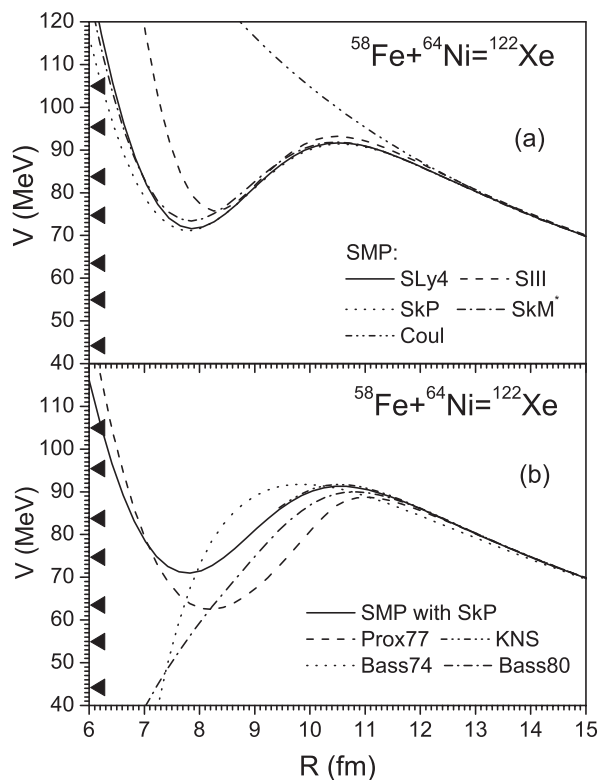 120
⁵⁸Fe+⁶⁴Ni=¹²²Xe
110
100
(a)
90
80
V (MeV)
70
SMP:
SLy4 SIII
60
SkP SkM*
50
Coul
40
⁵⁸Fe+⁶⁴Ni=¹²²Xe
110
100
(b)
90
80
V (MeV)
70
60
SMP with SkP
Prox77 KNS
50
Bass74 Bass80
40
6 7 8 9 10 11 12 13 14 15
R (fm)